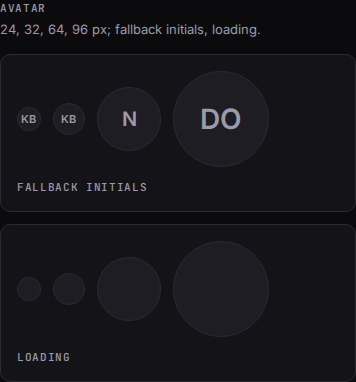 AVATAR
24, 32, 64, 96 px; fallback initials, loading.
KB KB N DO
FALLBACK INITIALS
LOADING